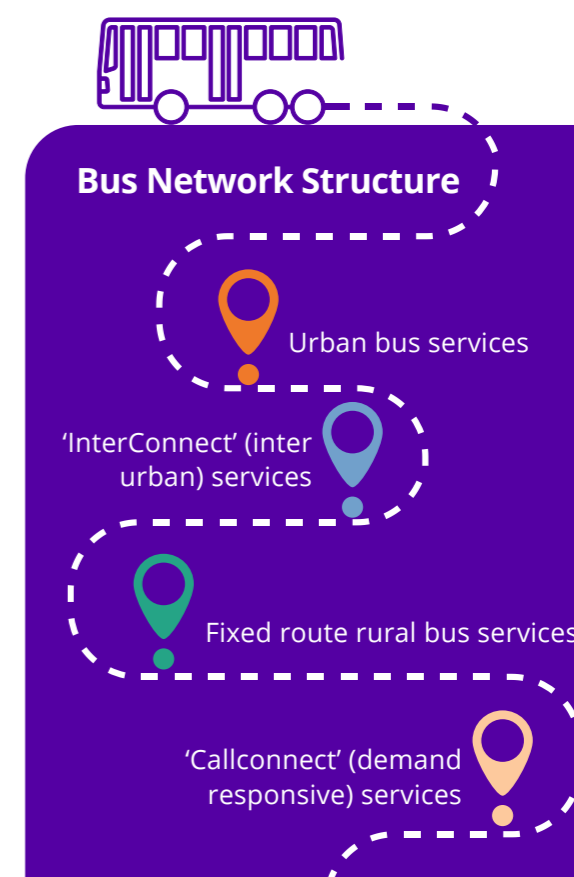 Bus Network Structure
Urban bus services
‘InterConnect’ (inter
urban) services
Fixed route rural bus services
‘Callconnect’ (demand
responsive) services